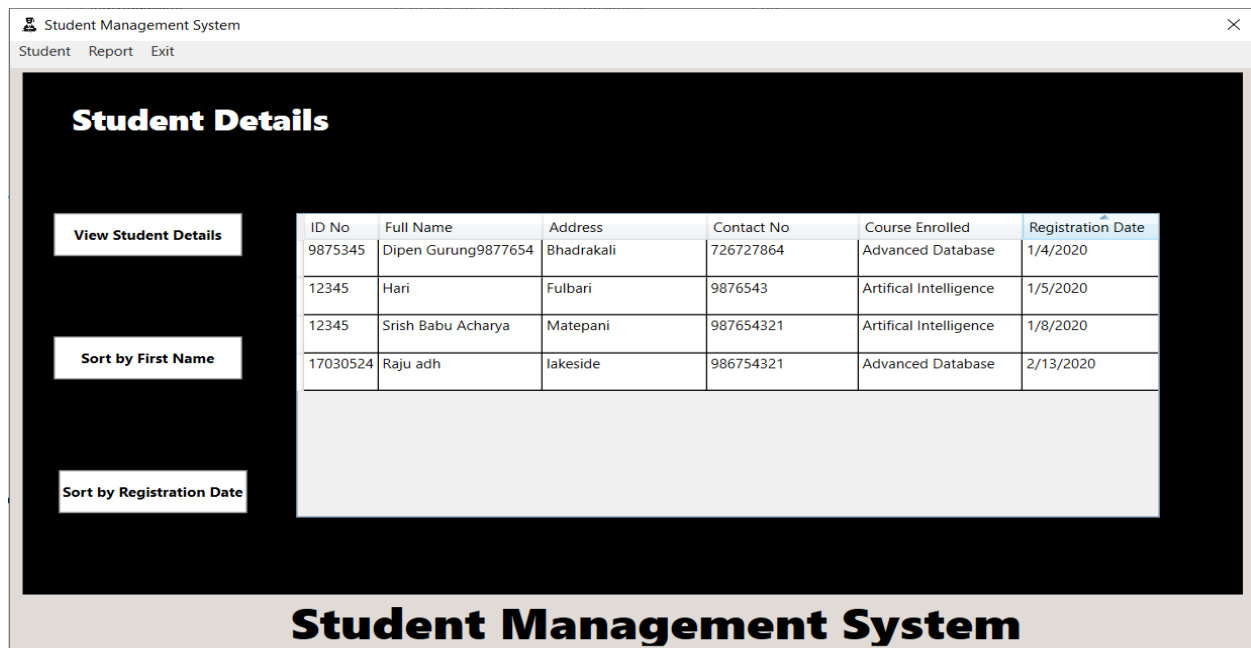 Student Management System
Student Report Exit
Student Details
View Student Details
Sort by First Name
Sort by Registration Date
ID No Full Name Address Contact No Course Enrolled Registration Date
9875345 Dipen Gurung9877654 Bhadrakali 726727864 Advanced Database 1/4/2020
12345 Hari Fulbari 9876543 Artifical Intelligence 1/5/2020
12345 Srish Babu Acharya Matepani 987654321 Artifical Intelligence 1/8/2020
17030524 Raju adh lakeside 986754321 Advanced Database 2/13/2020
Student Management System